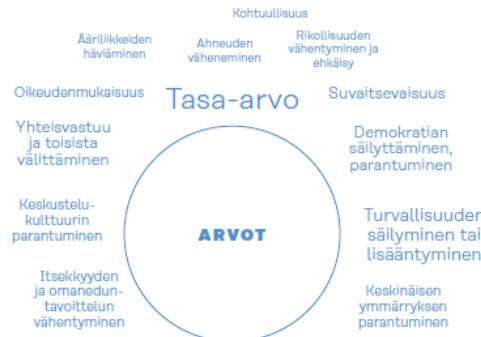 Kohtuullisuus
Ääriliikkeiden
häviäminen
Ahneuden
väheneminen
Rikollisuuden
vähentyminen ja
ehkäisy
Oikeudenmukaisuus
Tasa-arvo
Suvaitsevaisuus
Yhteisvastuu
ja toisista
välittäminen
Demokratian
säilyttäminen,
parantuminen
Keskustelu-
kulttuurin
parantuminen
ARVOT
Turvallisuuden
säilyminen tai
lisääntyminen
Itsekkyyden
ja omanedun-
tavoittelun
vähentyminen
Keskinäisen
ymmärryksen
parantuminen